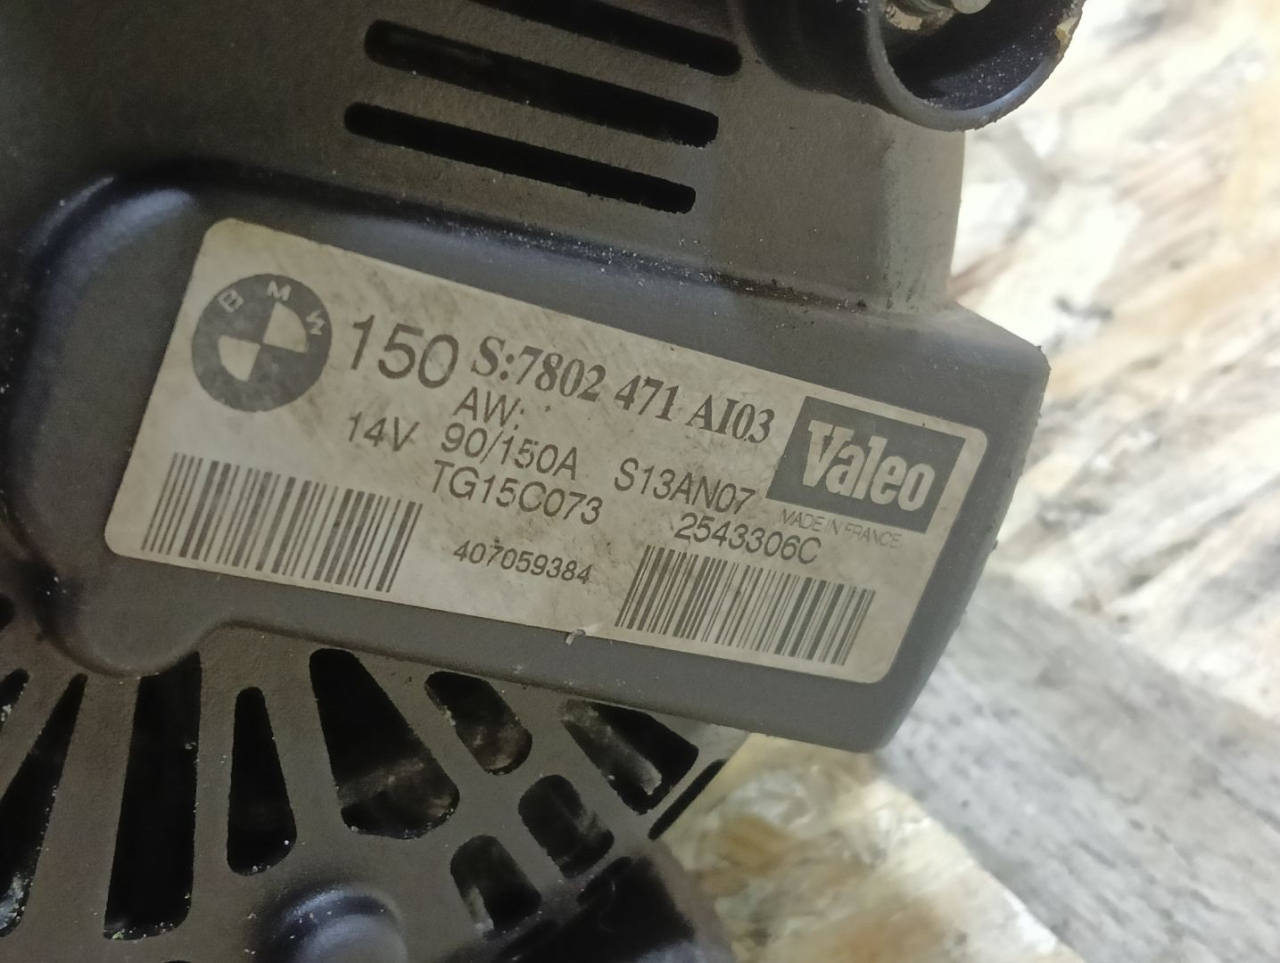 BMW
150 S:7802 471 AI03
AW:
14V 90/150A S13AN07
TG15C073 2543306C
407059384
Valeo
MADE IN FRANCE